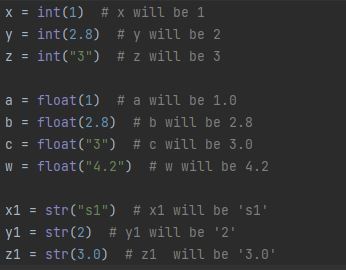 x = int(1)  # x will be 1
y = int(2.8)  # y will be 2
z = int("3")  # z will be 3
a = float(1)  # a will be 1.0
b = float(2.8)  # b will be 2.8
c = float("3")  # c will be 3.0
w = float("4.2")  # w will be 4.2
x1 = str("s1")  # x1 will be 's1'
y1 = str(2)  # y1 will be '2'
z1 = str(3.0)  # z1  will be '3.0'